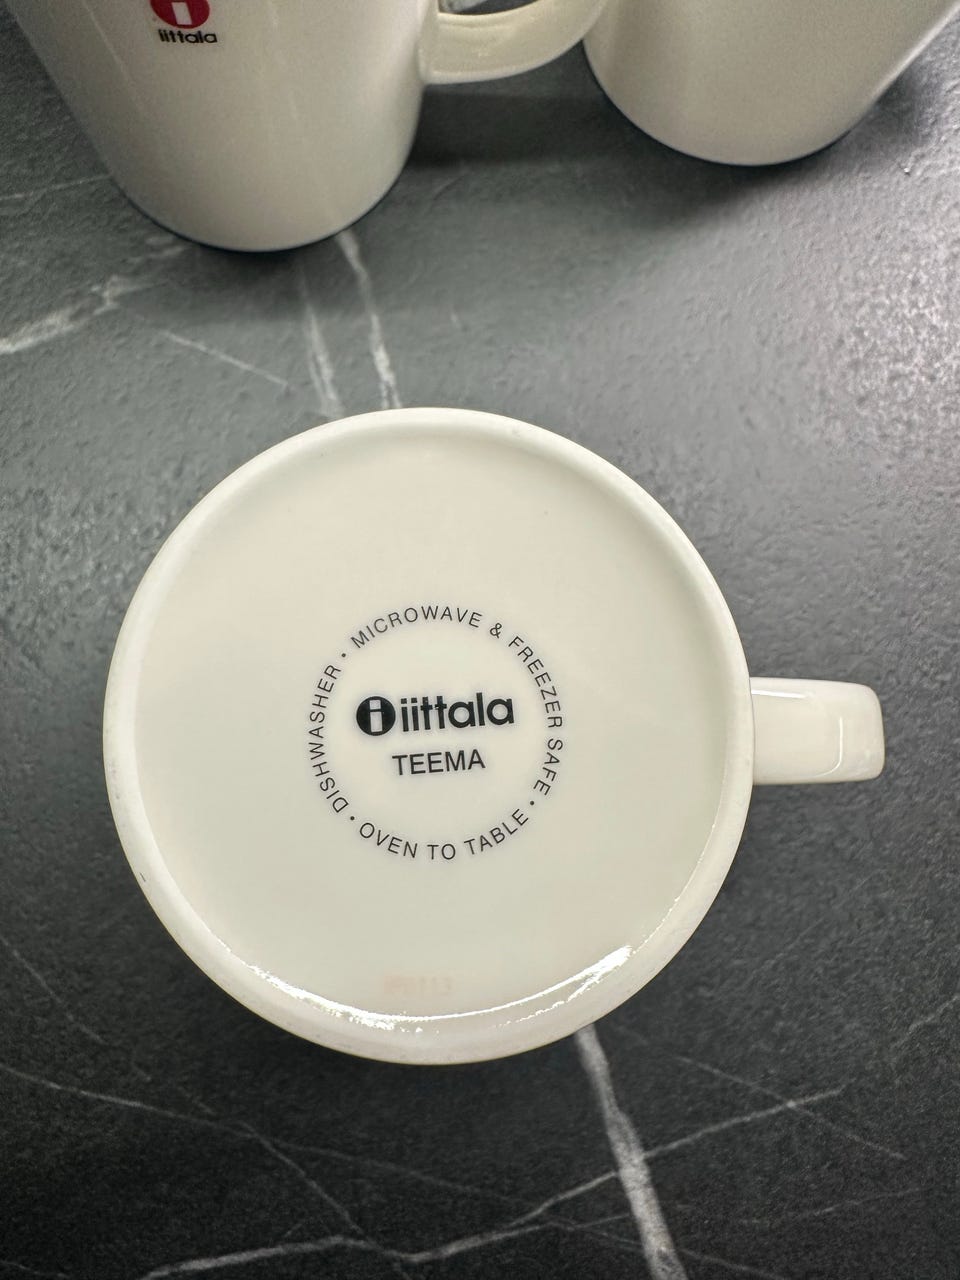 iittala
DISHWASHER • MICROWAVE & FREEZER SAFE • OVEN TO TABLE •
iittala
TEEMA